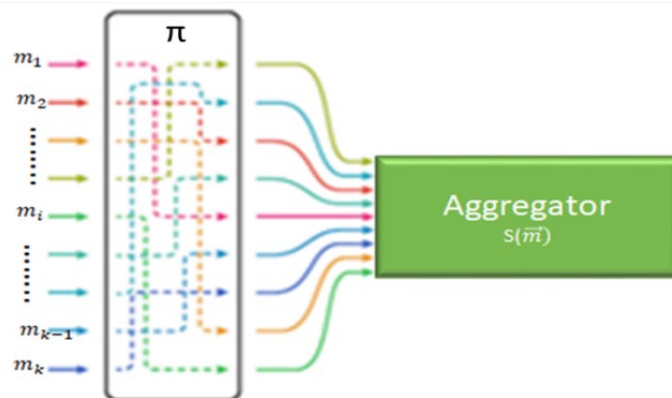 π
m₁
m₂
mᵢ
mₖ₋₁
mₖ
Aggregator
S(m⃗)